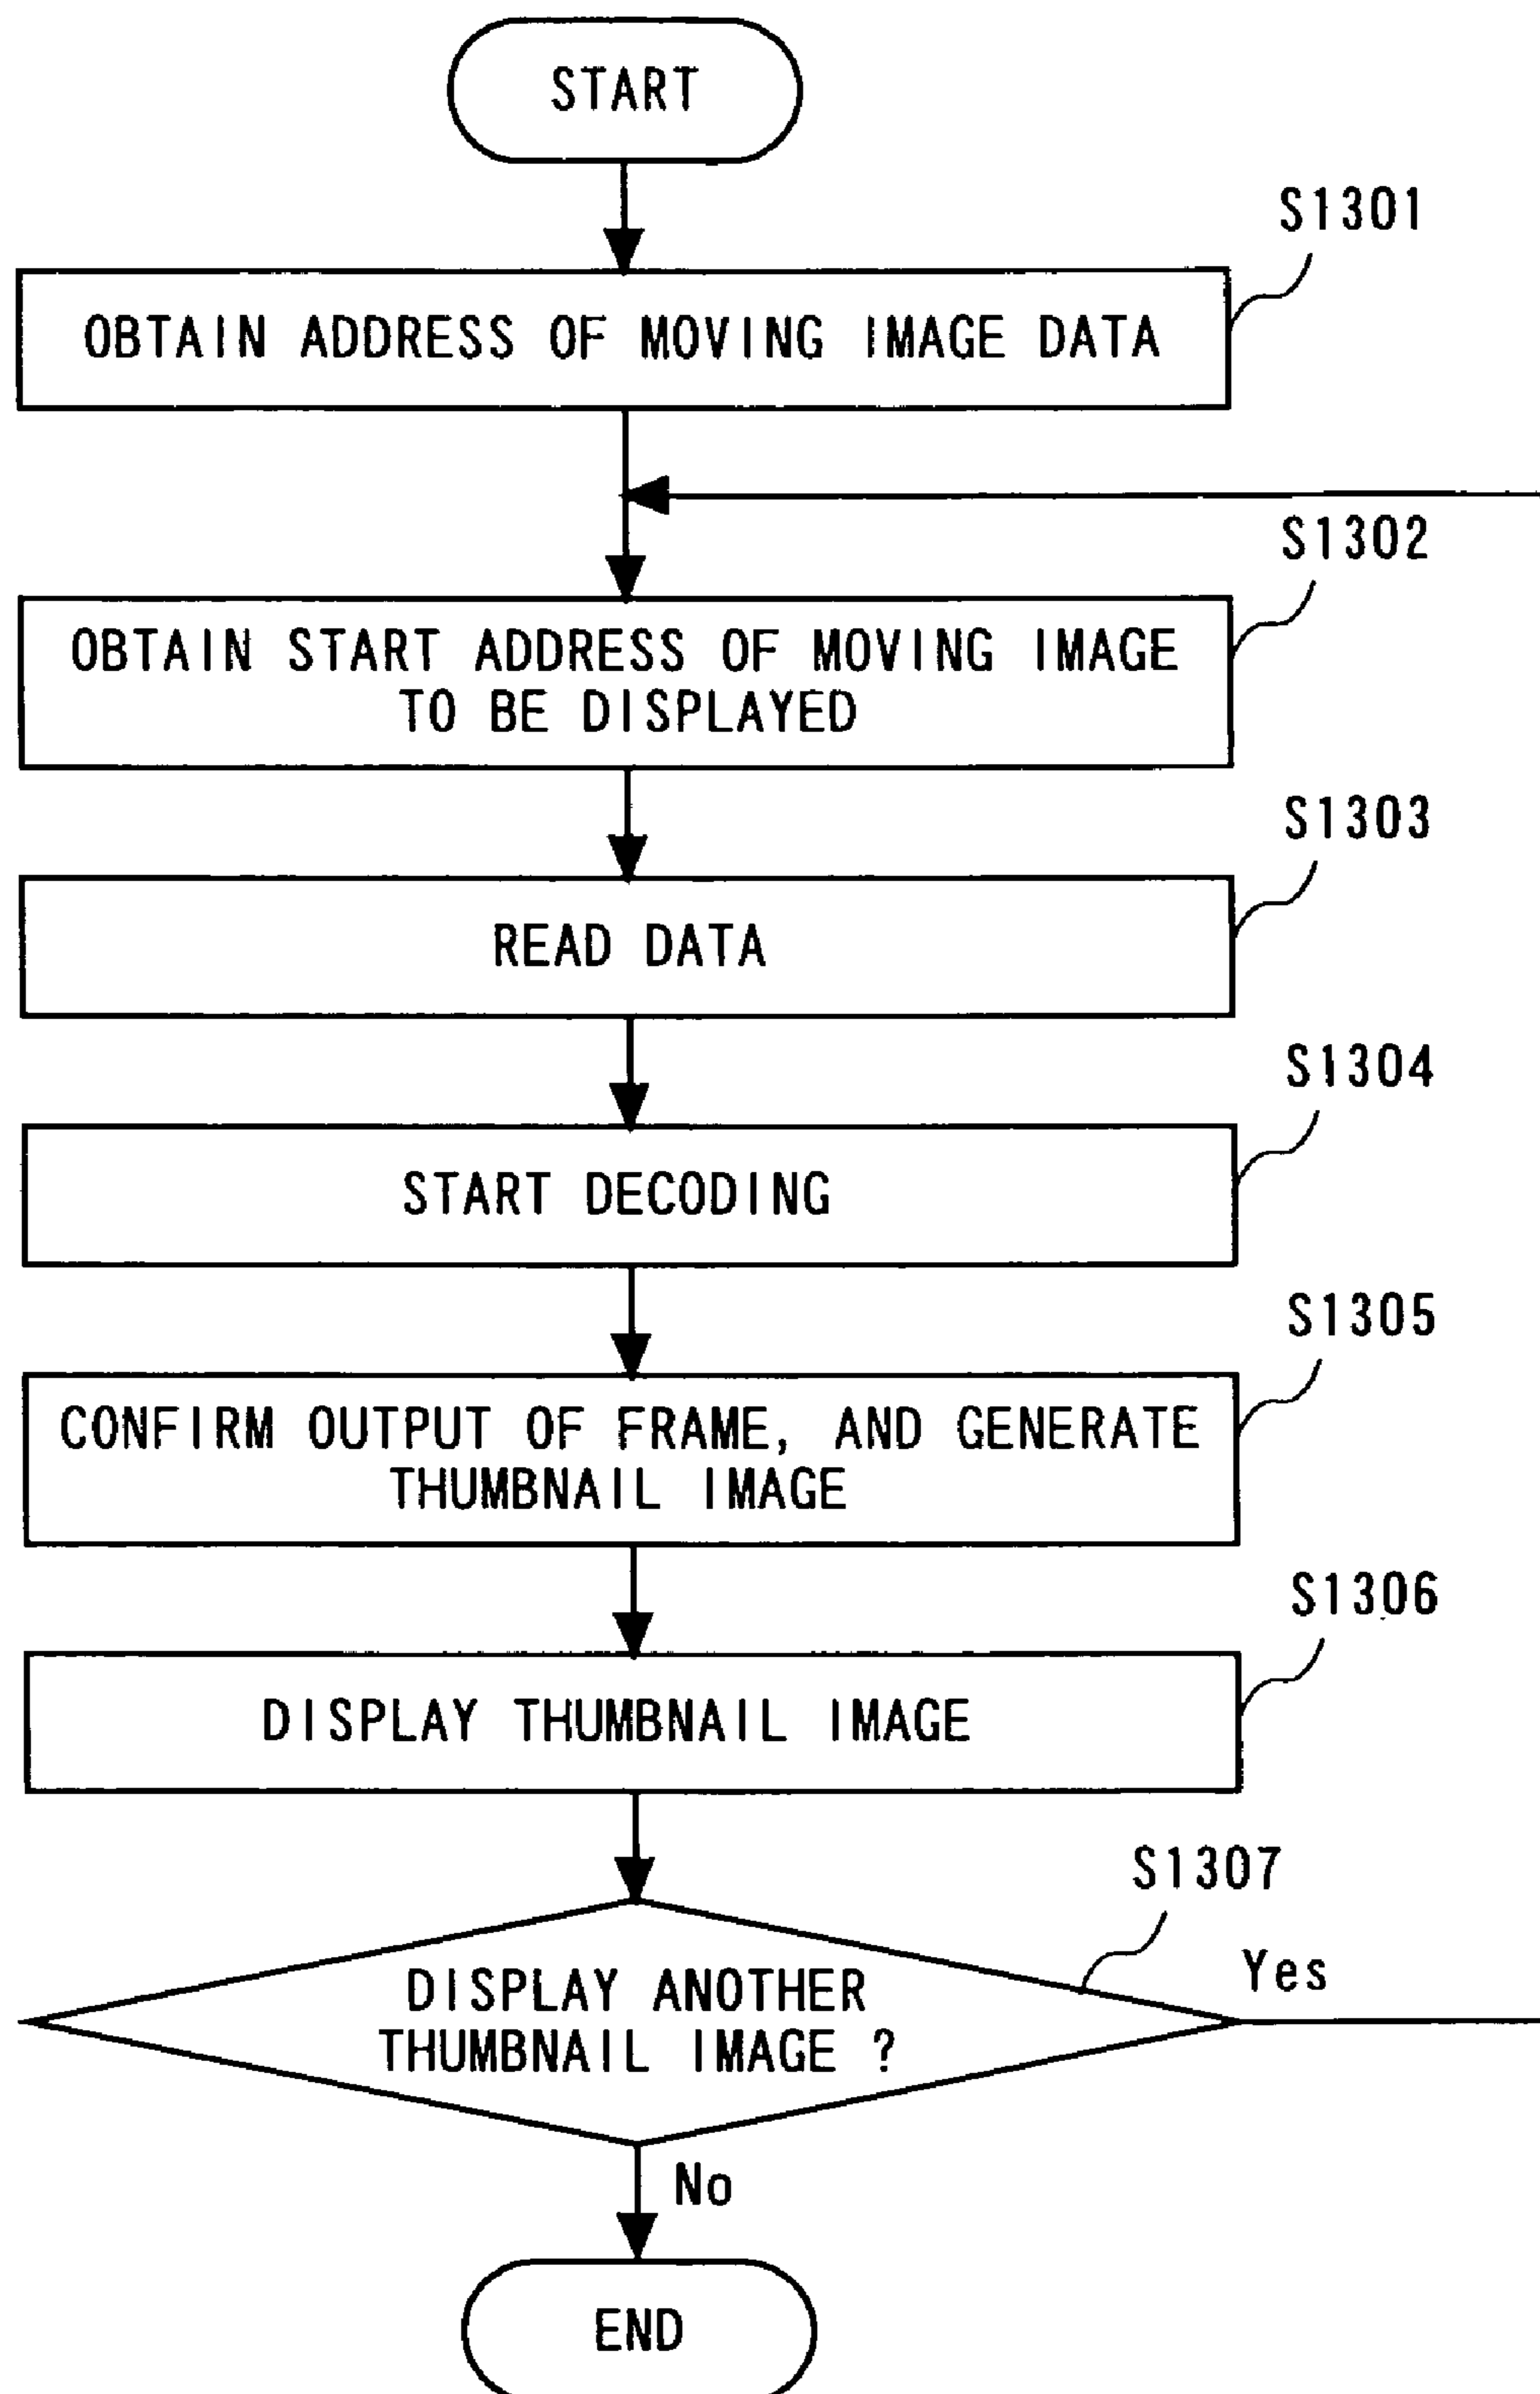 START
S1301
OBTAIN ADDRESS OF MOVING IMAGE DATA
S1302
OBTAIN START ADDRESS OF MOVING IMAGE
TO BE DISPLAYED
S1303
READ DATA
S1304
START DECODING
S1305
CONFIRM OUTPUT OF FRAME, AND GENERATE
THUMBNAIL IMAGE
S1306
DISPLAY THUMBNAIL IMAGE
S1307
Yes
DISPLAY ANOTHER
THUMBNAIL IMAGE ?
No
END